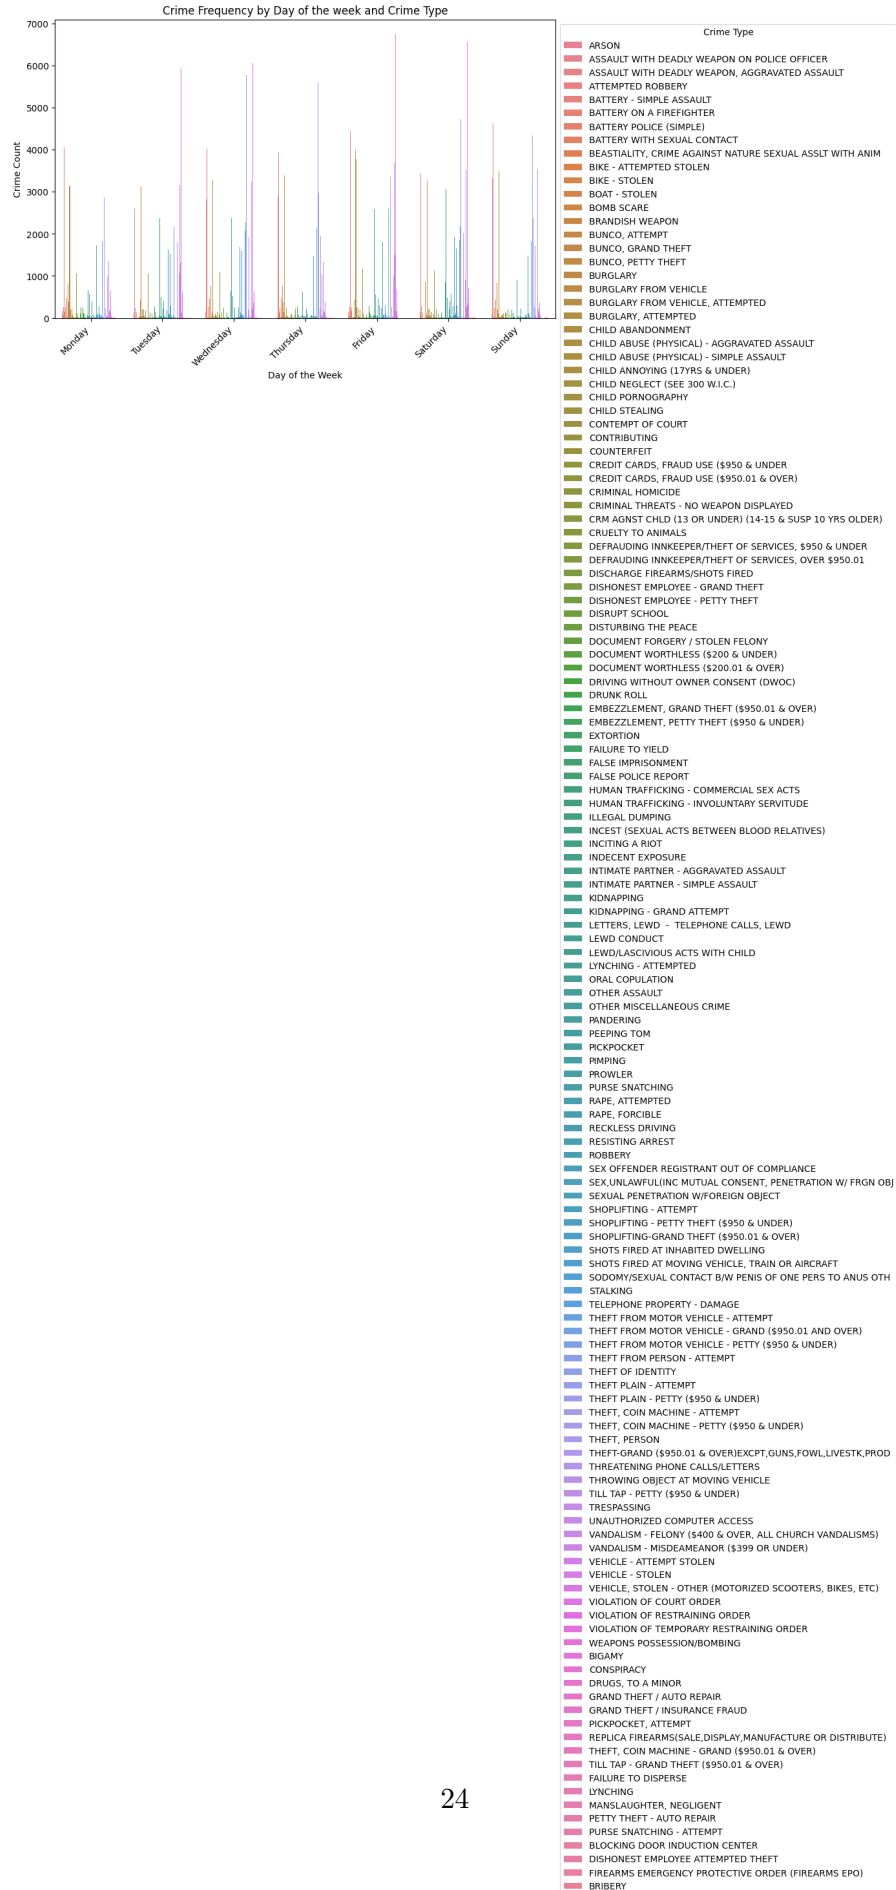 Crime Frequency by Day of the week and Crime Type
7000
6000
5000
4000
3000
2000
1000
0
Crime Count
Monday
Tuesday
Wednesday
Thursday
Friday
Saturday
Sunday
Day of the Week
Crime Type
ARSON
ASSAULT WITH DEADLY WEAPON ON POLICE OFFICER
ASSAULT WITH DEADLY WEAPON, AGGRAVATED ASSAULT
ATTEMPTED ROBBERY
BATTERY - SIMPLE ASSAULT
BATTERY ON A FIREFIGHTER
BATTERY POLICE (SIMPLE)
BATTERY WITH SEXUAL CONTACT
BEASTIALITY, CRIME AGAINST NATURE SEXUAL ASSLT WITH ANIM
BIKE - ATTEMPTED STOLEN
BIKE - STOLEN
BOAT - STOLEN
BOMB SCARE
BRANDISH WEAPON
BUNCO, ATTEMPT
BUNCO, GRAND THEFT
BUNCO, PETTY THEFT
BURGLARY
BURGLARY FROM VEHICLE
BURGLARY FROM VEHICLE, ATTEMPTED
BURGLARY, ATTEMPTED
CHILD ABANDONMENT
CHILD ABUSE (PHYSICAL) - AGGRAVATED ASSAULT
CHILD ABUSE (PHYSICAL) - SIMPLE ASSAULT
CHILD ANNOYING (17YRS & UNDER)
CHILD NEGLECT (SEE 300 W.I.C.)
CHILD PORNOGRAPHY
CHILD STEALING
CONTEMPT OF COURT
CONTRIBUTING
COUNTERFEIT
CREDIT CARDS, FRAUD USE ($950 & UNDER
CREDIT CARDS, FRAUD USE ($950.01 & OVER)
CRIMINAL HOMICIDE
CRIMINAL THREATS - NO WEAPON DISPLAYED
CRM AGNST CHLD (13 OR UNDER) (14-15 & SUSP 10 YRS OLDER)
CRUELTY TO ANIMALS
DEFRAUDING INNKEEPER/THEFT OF SERVICES, $950 & UNDER
DEFRAUDING INNKEEPER/THEFT OF SERVICES, OVER $950.01
DISCHARGE FIREARMS/SHOTS FIRED
DISHONEST EMPLOYEE - GRAND THEFT
DISHONEST EMPLOYEE - PETTY THEFT
DISRUPT SCHOOL
DISTURBING THE PEACE
DOCUMENT FORGERY / STOLEN FELONY
DOCUMENT WORTHLESS ($200 & UNDER)
DOCUMENT WORTHLESS ($200.01 & OVER)
DRIVING WITHOUT OWNER CONSENT (DWOC)
DRUNK ROLL
EMBEZZLEMENT, GRAND THEFT ($950.01 & OVER)
EMBEZZLEMENT, PETTY THEFT ($950 & UNDER)
EXTORTION
FAILURE TO YIELD
FALSE IMPRISONMENT
FALSE POLICE REPORT
HUMAN TRAFFICKING - COMMERCIAL SEX ACTS
HUMAN TRAFFICKING - INVOLUNTARY SERVITUDE
ILLEGAL DUMPING
INCEST (SEXUAL ACTS BETWEEN BLOOD RELATIVES)
INCITING A RIOT
INDECENT EXPOSURE
INTIMATE PARTNER - AGGRAVATED ASSAULT
INTIMATE PARTNER - SIMPLE ASSAULT
KIDNAPPING
KIDNAPPING - GRAND ATTEMPT
LETTERS, LEWD  -  TELEPHONE CALLS, LEWD
LEWD CONDUCT
LEWD/LASCIVIOUS ACTS WITH CHILD
LYNCHING - ATTEMPTED
ORAL COPULATION
OTHER ASSAULT
OTHER MISCELLANEOUS CRIME
PANDERING
PEEPING TOM
PICKPOCKET
PIMPING
PROWLER
PURSE SNATCHING
RAPE, ATTEMPTED
RAPE, FORCIBLE
RECKLESS DRIVING
RESISTING ARREST
ROBBERY
SEX OFFENDER REGISTRANT OUT OF COMPLIANCE
SEX,UNLAWFUL(INC MUTUAL CONSENT, PENETRATION W/ FRGN OBJ
SEXUAL PENETRATION W/FOREIGN OBJECT
SHOPLIFTING - ATTEMPT
SHOPLIFTING - PETTY THEFT ($950 & UNDER)
SHOPLIFTING-GRAND THEFT ($950.01 & OVER)
SHOTS FIRED AT INHABITED DWELLING
SHOTS FIRED AT MOVING VEHICLE, TRAIN OR AIRCRAFT
SODOMY/SEXUAL CONTACT B/W PENIS OF ONE PERS TO ANUS OTH
STALKING
TELEPHONE PROPERTY - DAMAGE
THEFT FROM MOTOR VEHICLE - ATTEMPT
THEFT FROM MOTOR VEHICLE - GRAND ($950.01 AND OVER)
THEFT FROM MOTOR VEHICLE - PETTY ($950 & UNDER)
THEFT FROM PERSON - ATTEMPT
THEFT OF IDENTITY
THEFT PLAIN - ATTEMPT
THEFT PLAIN - PETTY ($950 & UNDER)
THEFT, COIN MACHINE - ATTEMPT
THEFT, COIN MACHINE - PETTY ($950 & UNDER)
THEFT, PERSON
THEFT-GRAND ($950.01 & OVER)EXCPT,GUNS,FOWL,LIVESTK,PROD
THREATENING PHONE CALLS/LETTERS
THROWING OBJECT AT MOVING VEHICLE
TILL TAP - PETTY ($950 & UNDER)
TRESPASSING
UNAUTHORIZED COMPUTER ACCESS
VANDALISM - FELONY ($400 & OVER, ALL CHURCH VANDALISMS)
VANDALISM - MISDEAMEANOR ($399 OR UNDER)
VEHICLE - ATTEMPT STOLEN
VEHICLE - STOLEN
VEHICLE, STOLEN - OTHER (MOTORIZED SCOOTERS, BIKES, ETC)
VIOLATION OF COURT ORDER
VIOLATION OF RESTRAINING ORDER
VIOLATION OF TEMPORARY RESTRAINING ORDER
WEAPONS POSSESSION/BOMBING
BIGAMY
CONSPIRACY
DRUGS, TO A MINOR
GRAND THEFT / AUTO REPAIR
GRAND THEFT / INSURANCE FRAUD
PICKPOCKET, ATTEMPT
REPLICA FIREARMS(SALE,DISPLAY,MANUFACTURE OR DISTRIBUTE)
THEFT, COIN MACHINE - GRAND ($950.01 & OVER)
TILL TAP - GRAND THEFT ($950.01 & OVER)
FAILURE TO DISPERSE
LYNCHING
MANSLAUGHTER, NEGLIGENT
PETTY THEFT - AUTO REPAIR
PURSE SNATCHING - ATTEMPT
BLOCKING DOOR INDUCTION CENTER
DISHONEST EMPLOYEE ATTEMPTED THEFT
FIREARMS EMERGENCY PROTECTIVE ORDER (FIREARMS EPO)
BRIBERY
24